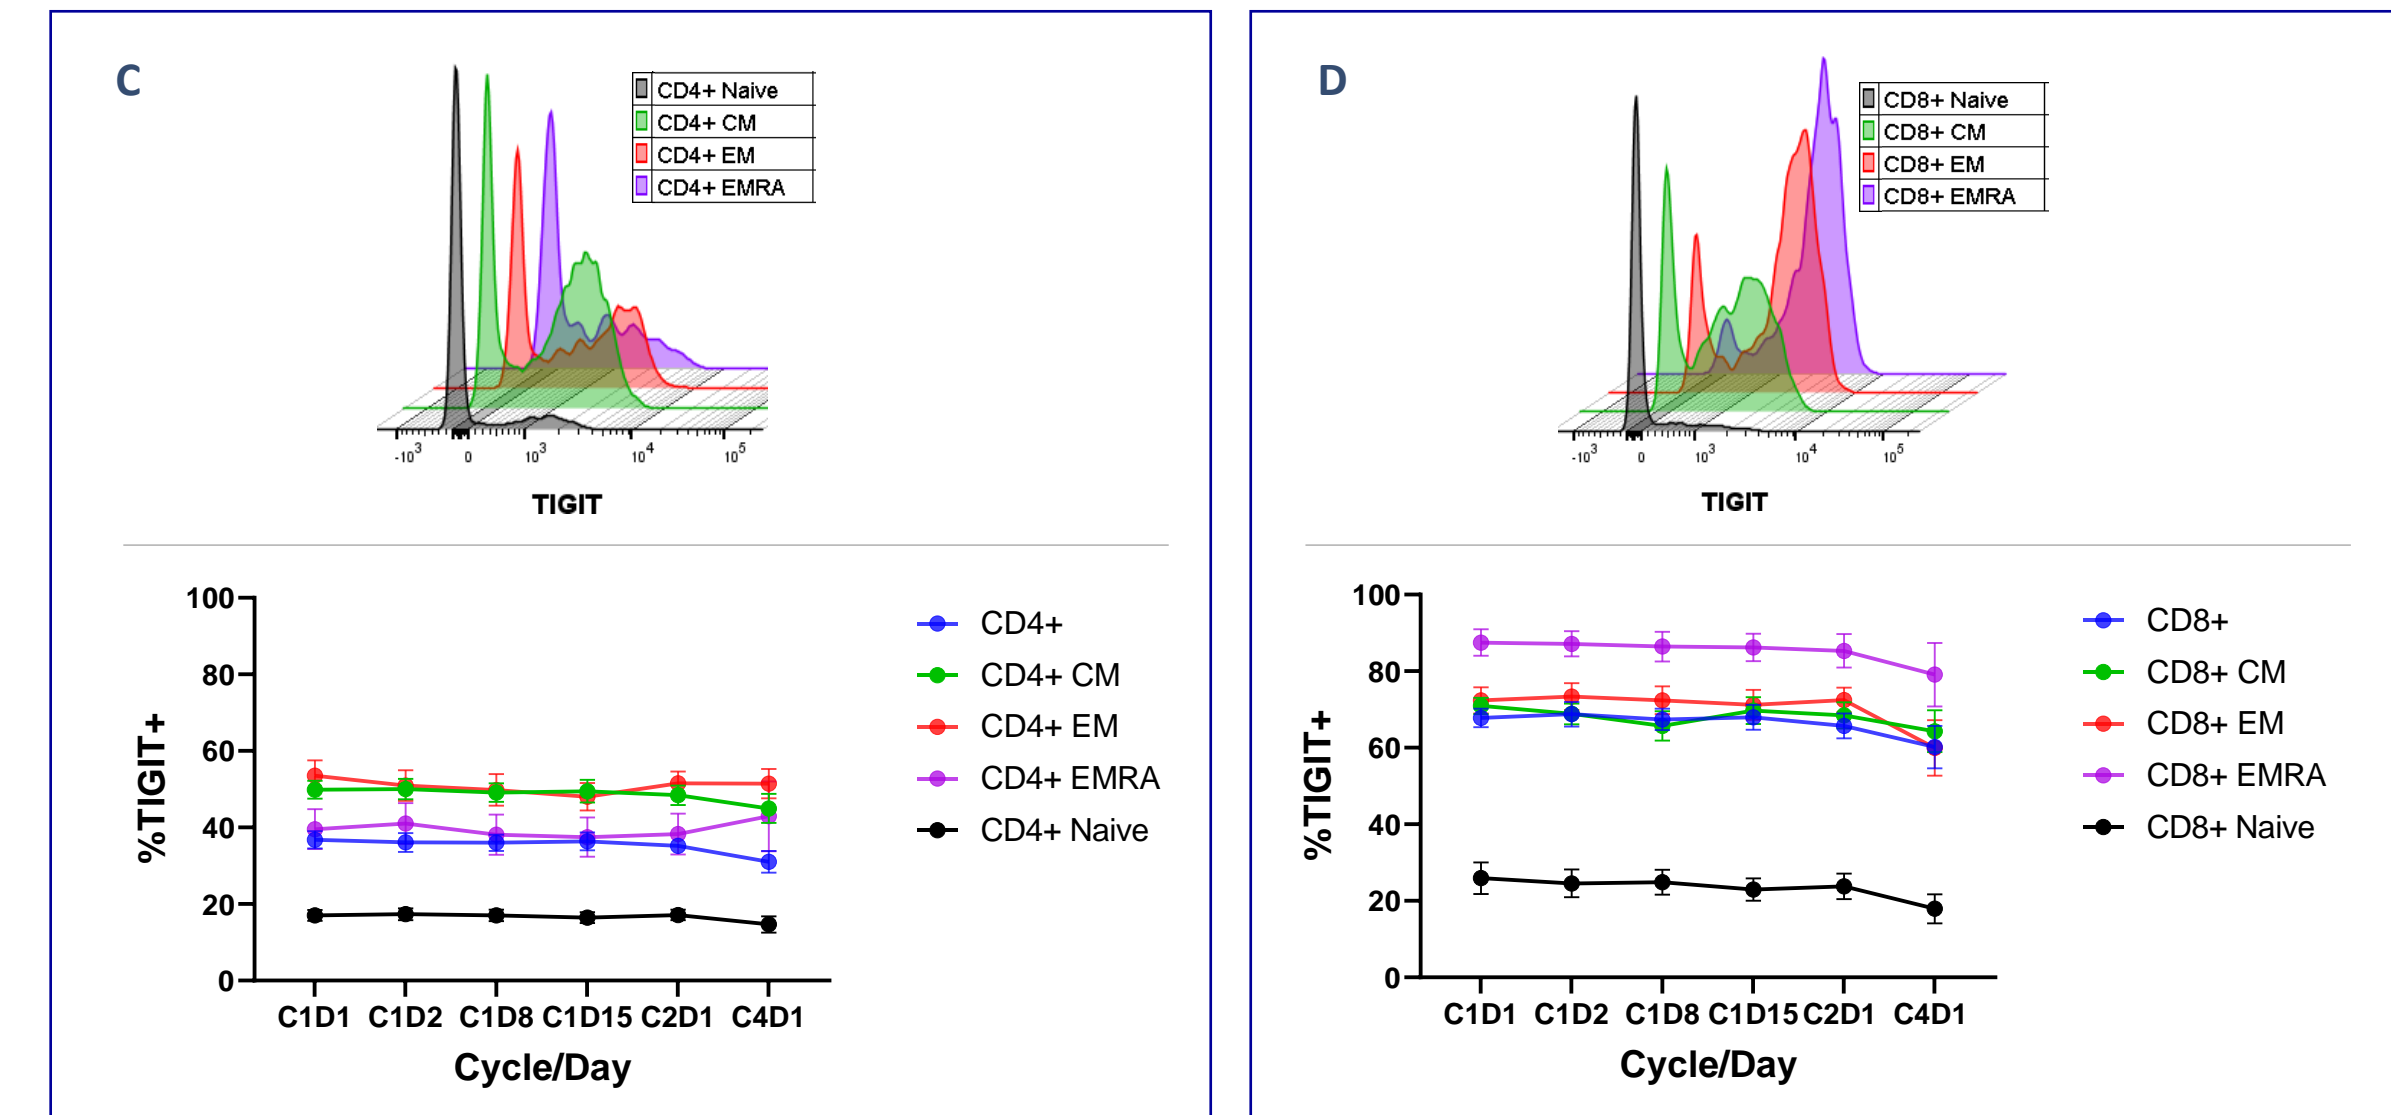 C
CD4+ Naive
CD4+ CM
CD4+ EM
CD4+ EMRA
-10³ 0 10³ 10⁴ 10⁵
TIGIT
100
80
60
40
20
0
%TIGIT+
C1D1 C1D2 C1D8 C1D15 C2D1 C4D1
Cycle/Day
CD4+
CD4+ CM
CD4+ EM
CD4+ EMRA
CD4+ Naive
D
CD8+ Naive
CD8+ CM
CD8+ EM
CD8+ EMRA
-10³ 0 10³ 10⁴ 10⁵
TIGIT
100
80
60
40
20
0
%TIGIT+
C1D1 C1D2 C1D8 C1D15 C2D1 C4D1
Cycle/Day
CD8+
CD8+ CM
CD8+ EM
CD8+ EMRA
CD8+ Naive